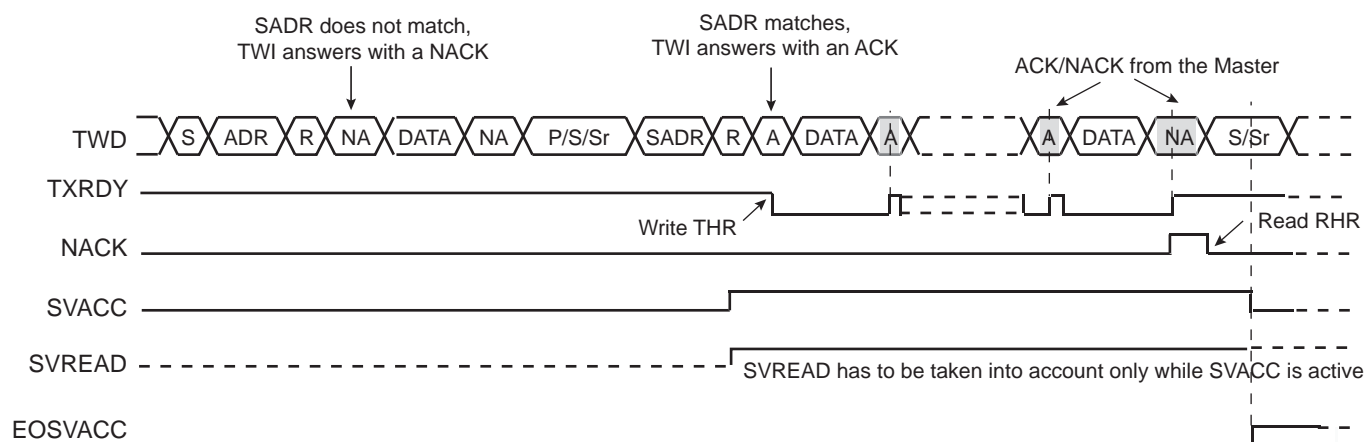 SADR does not match,
TWI answers with a NACK
SADR matches,
TWI answers with an ACK
ACK/NACK from the Master
TWD S ADR R NA DATA NA P/S/Sr SADR R A DATA A A DATA NA S/Sr
TXRDY
Write THR
Read RHR
NACK
SVACC
SVREAD
SVREAD has to be taken into account only while SVACC is active
EOSVACC